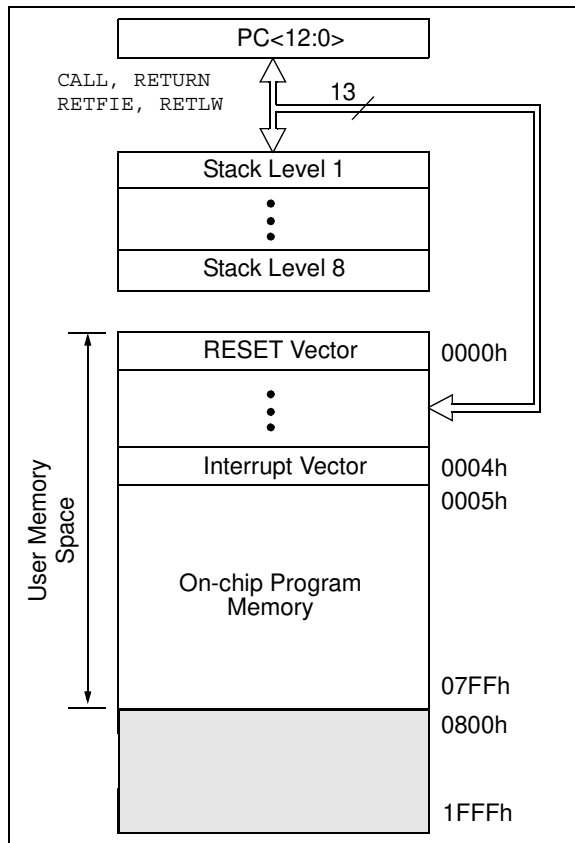 PC<12:0>
CALL, RETURN
RETFIE, RETLW
13
Stack Level 1
Stack Level 8
RESET Vector
0000h
Interrupt Vector
0004h
0005h
User Memory
Space
On-chip Program
Memory
07FFh
0800h
1FFFh